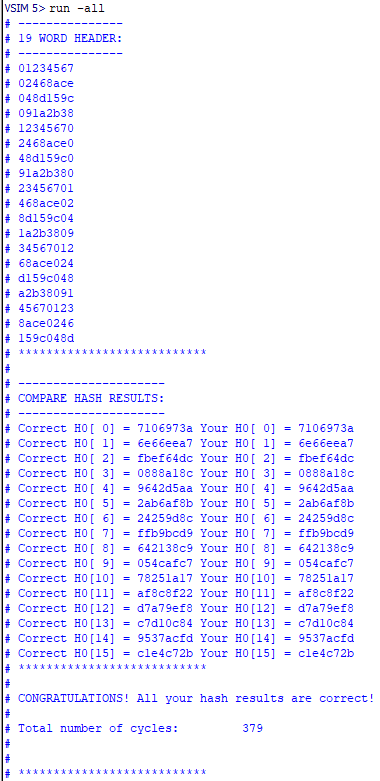 VSIM 5> run -all
# ---------------
# 19 WORD HEADER:
# ---------------
# 01234567
# 02468ace
# 048d159c
# 091a2b38
# 12345670
# 2468ace0
# 48d159c0
# 91a2b380
# 23456701
# 468ace02
# 8d159c04
# 1a2b3809
# 34567012
# 68ace024
# d159c048
# a2b38091
# 45670123
# 8ace0246
# 159c048d
# ***************************
#
# ---------------------
# COMPARE HASH RESULTS:
# ---------------------
# Correct H0[ 0] = 7106973a Your H0[ 0] = 7106973a
# Correct H0[ 1] = 6e66eea7 Your H0[ 1] = 6e66eea7
# Correct H0[ 2] = fbef64dc Your H0[ 2] = fbef64dc
# Correct H0[ 3] = 0888a18c Your H0[ 3] = 0888a18c
# Correct H0[ 4] = 9642d5aa Your H0[ 4] = 9642d5aa
# Correct H0[ 5] = 2ab6af8b Your H0[ 5] = 2ab6af8b
# Correct H0[ 6] = 24259d8c Your H0[ 6] = 24259d8c
# Correct H0[ 7] = ffb9bcd9 Your H0[ 7] = ffb9bcd9
# Correct H0[ 8] = 642138c9 Your H0[ 8] = 642138c9
# Correct H0[ 9] = 054cafc7 Your H0[ 9] = 054cafc7
# Correct H0[10] = 78251a17 Your H0[10] = 78251a17
# Correct H0[11] = af8c8f22 Your H0[11] = af8c8f22
# Correct H0[12] = d7a79ef8 Your H0[12] = d7a79ef8
# Correct H0[13] = c7d10c84 Your H0[13] = c7d10c84
# Correct H0[14] = 9537acfd Your H0[14] = 9537acfd
# Correct H0[15] = c1e4c72b Your H0[15] = c1e4c72b
# ***************************
#
# CONGRATULATIONS! All your hash results are correct!
#
# Total number of cycles:         379
#
#
# ***************************